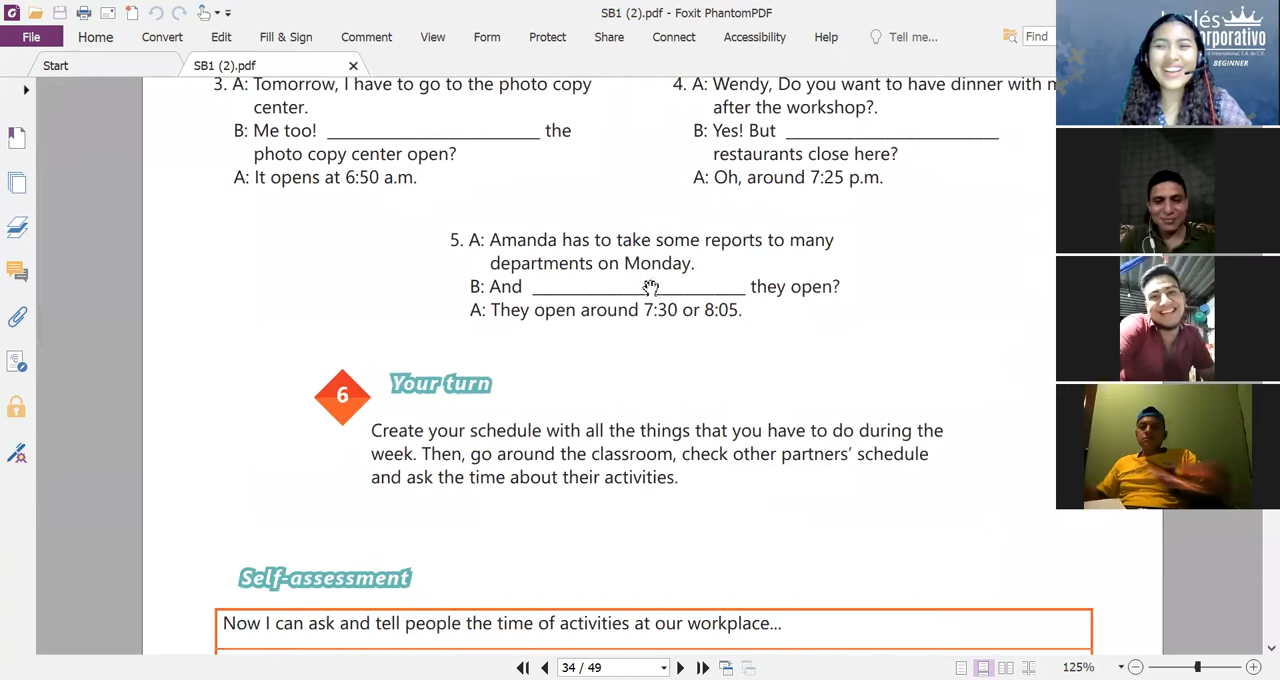 SB1 (2).pdf - Foxit PhantomPDF
File Home Convert Edit Fill & Sign Comment View Form Protect Share Connect Accessibility Help Tell me... Find
Start SB1 (2).pdf
3. A: Tomorrow, I have to go to the photo copy
center.
B: Me too! ______________________ the
photo copy center open?
A: It opens at 6:50 a.m.
4. A: Wendy, Do you want to have dinner with m
after the workshop?.
B: Yes! But ______________________
restaurants close here?
A: Oh, around 7:25 p.m.
5. A: Amanda has to take some reports to many
departments on Monday.
B: And ______________________ they open?
A: They open around 7:30 or 8:05.
6 Your turn
Create your schedule with all the things that you have to do during the
week. Then, go around the classroom, check other partners’ schedule
and ask the time about their activities.
Self-assessment
Now I can ask and tell people the time of activities at our workplace...
34 / 49
125%
BEGINNER